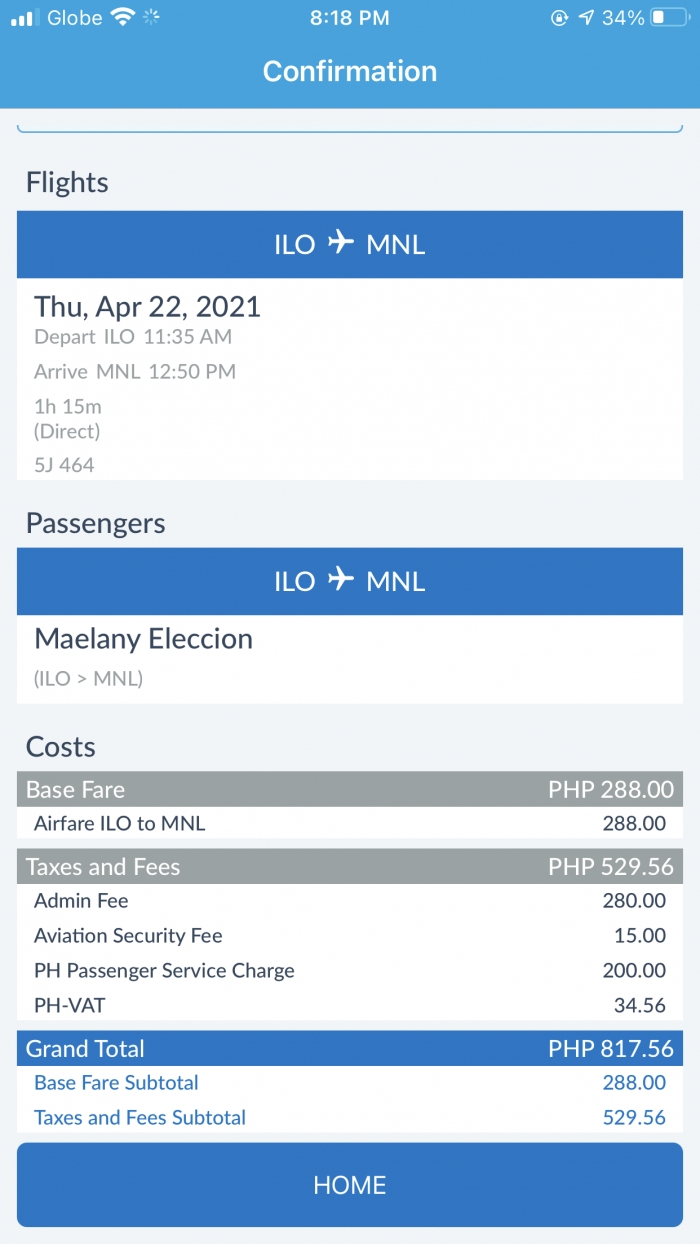 Globe 8:18 PM 34%
Confirmation
Flights
ILO MNL
Thu, Apr 22, 2021
Depart ILO 11:35 AM
Arrive MNL 12:50 PM
1h 15m
(Direct)
5J 464
Passengers
ILO MNL
Maelany Eleccion
(ILO > MNL)
Costs
Base Fare PHP 288.00
Airfare ILO to MNL 288.00
Taxes and Fees PHP 529.56
Admin Fee 280.00
Aviation Security Fee 15.00
PH Passenger Service Charge 200.00
PH-VAT 34.56
Grand Total PHP 817.56
Base Fare Subtotal 288.00
Taxes and Fees Subtotal 529.56
HOME